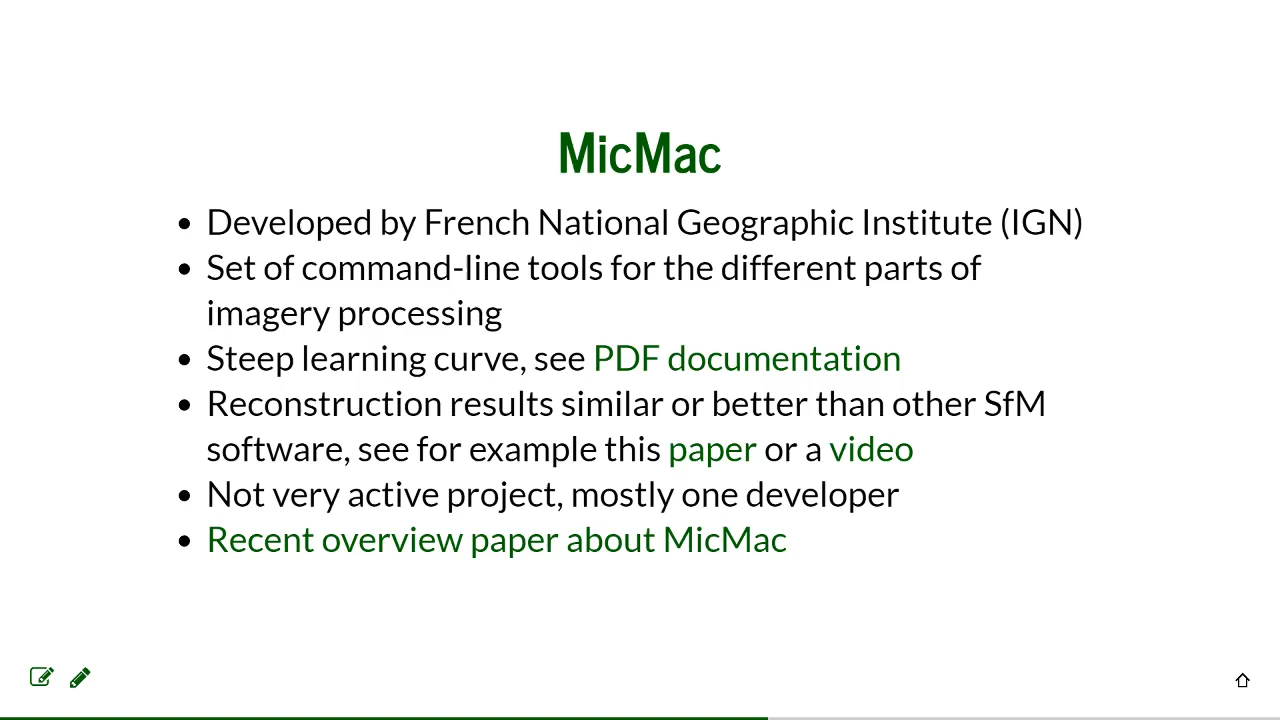 MicMac
Developed by French National Geographic Institute (IGN)
Set of command-line tools for the different parts of
imagery processing
Steep learning curve, see PDF documentation
Reconstruction results similar or better than other SfM
software, see for example this paper or a video
Not very active project, mostly one developer
Recent overview paper about MicMac